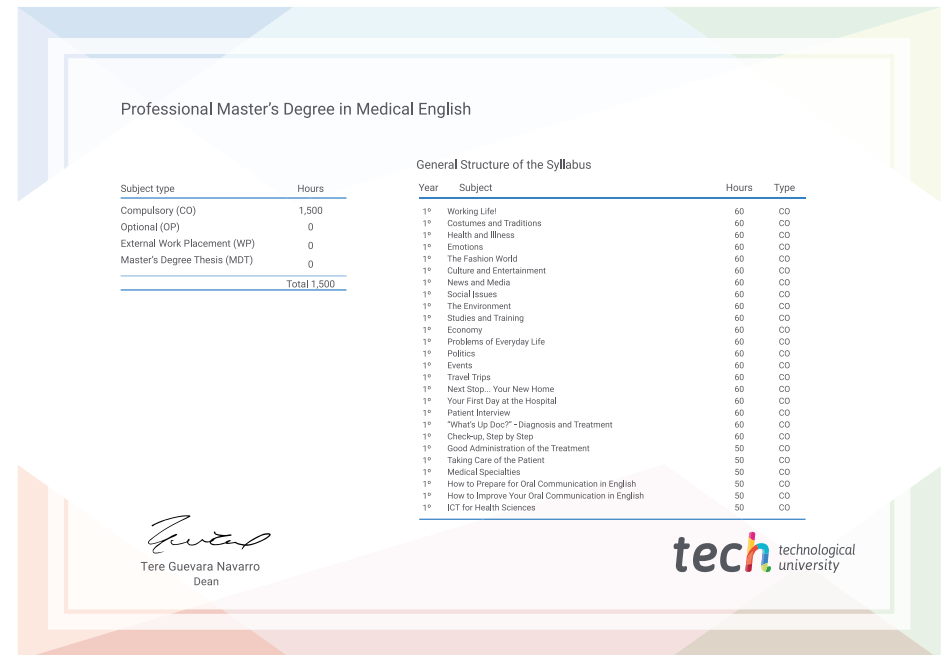 Professional Master's Degree in Medical English
General Structure of the Syllabus
Subject type Hours
Compulsory (CO) 1,500
Optional (OP) 0
External Work Placement (WP) 0
Master's Degree Thesis (MDT) 0
Total 1,500
Year Subject Hours Type
1º Working Life! 60 CO
1º Costumes and Traditions 60 CO
1º Health and Illness 60 CO
1º Emotions 60 CO
1º The Fashion World 60 CO
1º Culture and Entertainment 60 CO
1º News and Media 60 CO
1º Social Issues 60 CO
1º The Environment 60 CO
1º Studies and Training 60 CO
1º Economy 60 CO
1º Problems of Everyday Life 60 CO
1º Politics 60 CO
1º Events 60 CO
1º Travel Trips 60 CO
1º Next Stop... Your New Home 60 CO
1º Your First Day at the Hospital 60 CO
1º Patient Interview 60 CO
1º "What's Up Doc?" - Diagnosis and Treatment 60 CO
1º Check-up, Step by Step 60 CO
1º Good Administration of the Treatment 50 CO
1º Taking Care of the Patient 50 CO
1º Medical Specialties 50 CO
1º How to Prepare for Oral Communication in English 50 CO
1º How to Improve Your Oral Communication in English 50 CO
1º ICT for Health Sciences 50 CO
Tere Guevara Navarro
Dean
tech technological
university